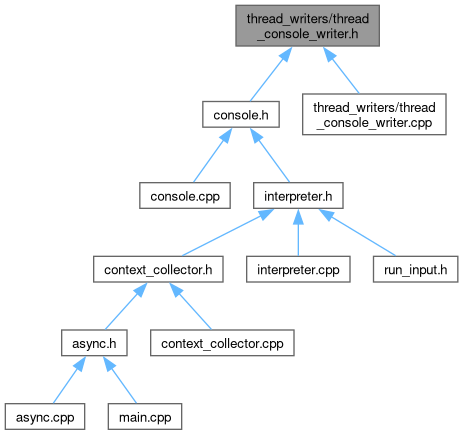 thread_writers/thread
_console_writer.h
console.h
thread_writers/thread
_console_writer.cpp
console.cpp
interpreter.h
context_collector.h
interpreter.cpp
run_input.h
async.h
context_collector.cpp
async.cpp
main.cpp